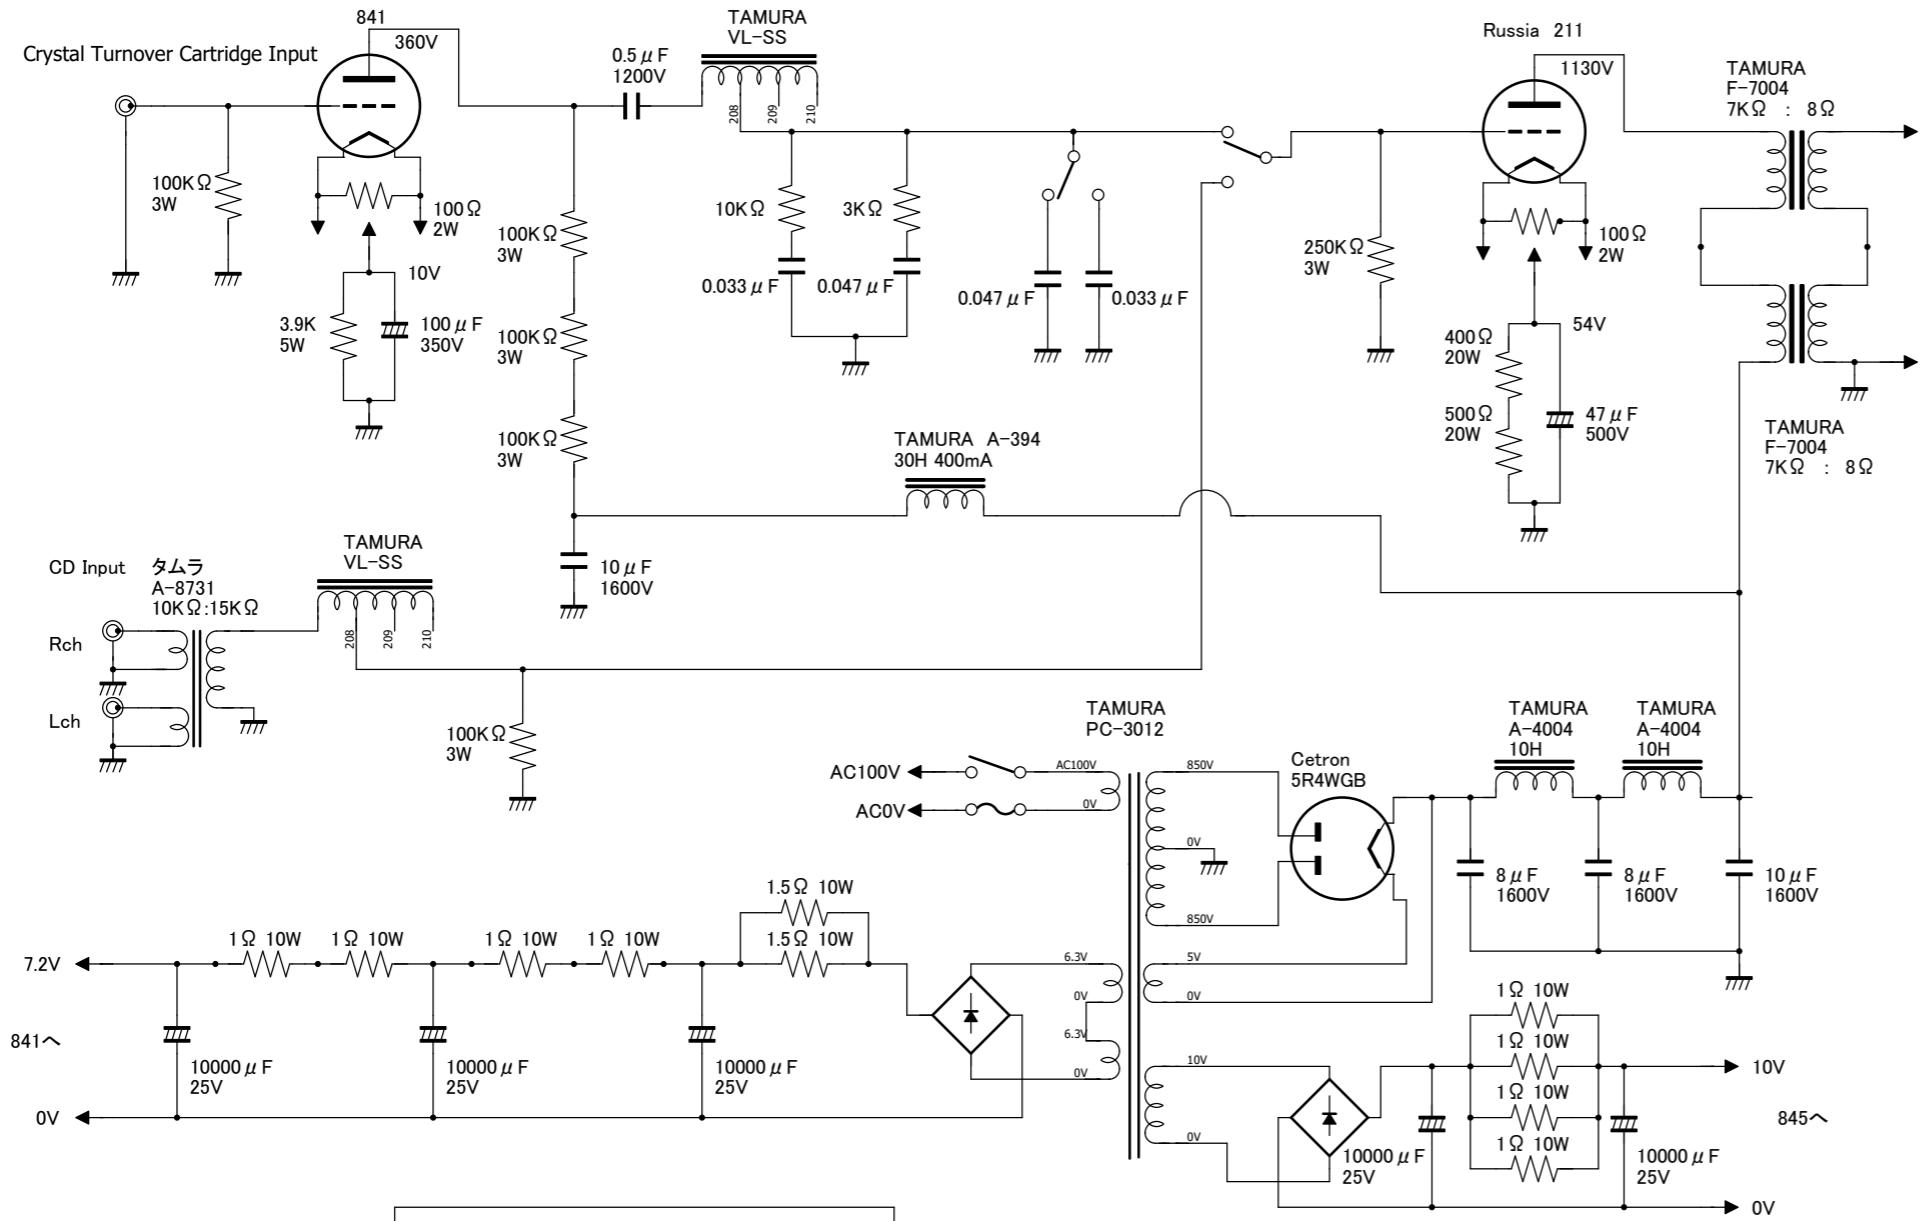 Crystal Turnover Cartridge Input
841
360V
100KΩ
3W
100Ω
2W
10V
3.9K
5W
100μF
350V
100KΩ
3W
100KΩ
3W
100KΩ
3W
0.5μF
1200V
TAMURA
VL-SS
208
209
210
10KΩ
3KΩ
0.033μF
0.047μF
0.047μF
0.033μF
250KΩ
3W
Russia 211
1130V
100Ω
2W
54V
400Ω
20W
500Ω
20W
47μF
500V
TAMURA
F-7004
7KΩ : 8Ω
TAMURA
F-7004
7KΩ : 8Ω
TAMURA A-394
30H 400mA
10μF
1600V
CD Input
タムラ
A-8731
10KΩ:15KΩ
Rch
Lch
TAMURA
VL-SS
208
209
210
100KΩ
3W
TAMURA
PC-3012
AC100V
AC0V
AC100V
0V
850V
0V
850V
5V
0V
10V
0V
6.3V
0V
6.3V
0V
Cetron
5R4WGB
TAMURA
A-4004
10H
TAMURA
A-4004
10H
8μF
1600V
8μF
1600V
10μF
1600V
7.2V
841へ
0V
1Ω 10W
1Ω 10W
1Ω 10W
1Ω 10W
1.5Ω 10W
1.5Ω 10W
10000μF
25V
10000μF
25V
10000μF
25V
1Ω 10W
1Ω 10W
1Ω 10W
1Ω 10W
10000μF
25V
10000μF
25V
10V
845へ
0V